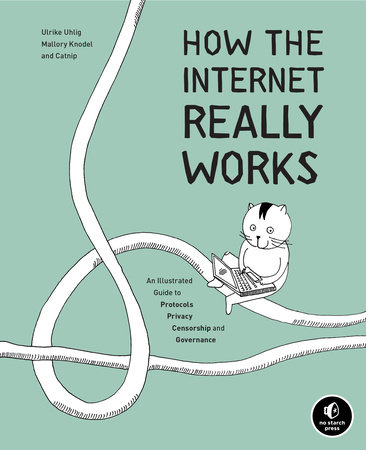 Ulrike Uhlig
Mallory Knodel
and Catnip
HOW THE
INTERNET
REALLY
WORKS
An Illustrated
Guide to
Protocols
Privacy
Censorship and
Governance
no starch
press